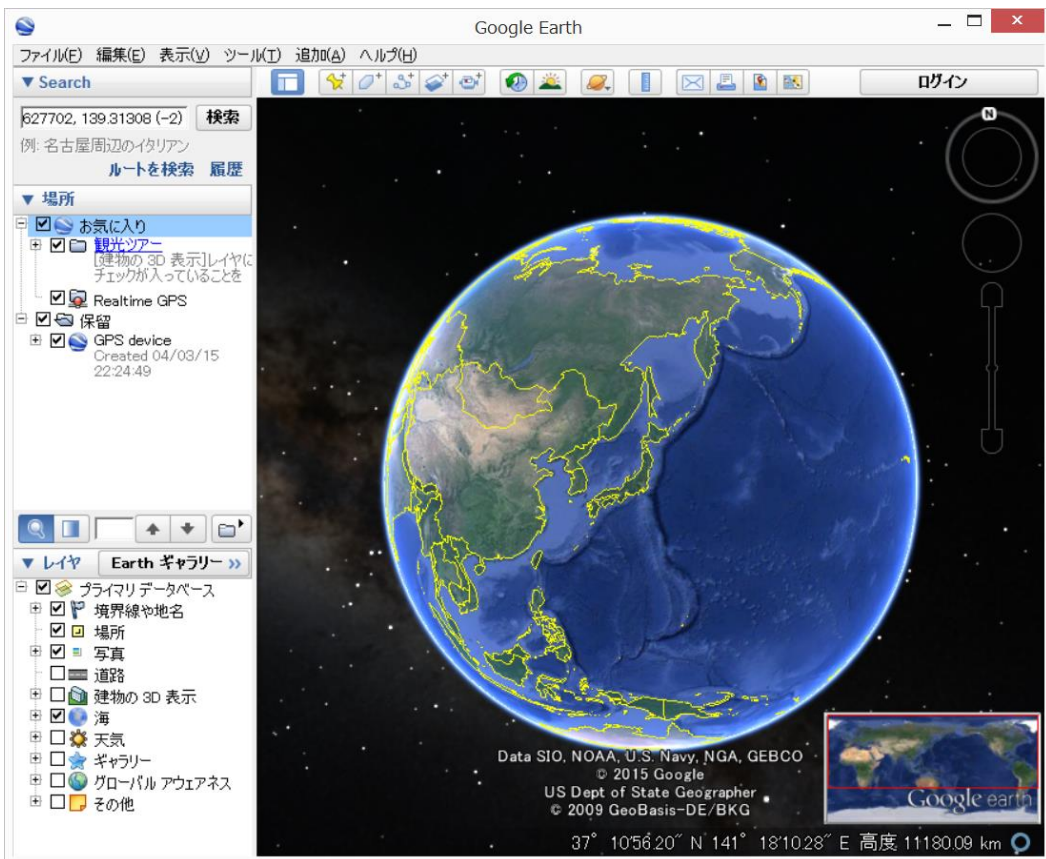 Google Earth
ファイル(F) 編集(E) 表示(V) ツール(T) 追加(A) ヘルプ(H)
▼ Search
627702, 139.31308 (-2) 検索
例: 名古屋周辺のイタリアン
ルートを検索 履歴
▼ 場所
お気に入り
観光ツアー
[建物の 3D 表示]レイヤに
チェックが入っていることを
Realtime GPS
保留
GPS device
Created 04/03/15
22:24:49
▼ レイヤ Earth ギャラリー >>
プライマリ データベース
境界線や地名
場所
写真
道路
建物の 3D 表示
海
天気
ギャラリー
グローバル アウェアネス
その他
ログイン
N
Data SIO, NOAA, U.S. Navy, NGA, GEBCO
© 2015 Google
US Dept of State Geographer
© 2009 GeoBasis-DE/BKG
Google earth
37° 10'56.20" N 141° 18'10.28" E 高度 11180.09 km